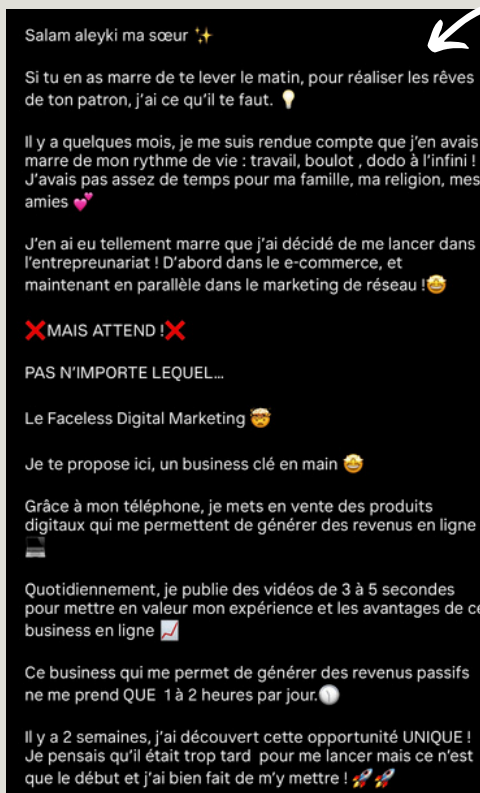 Salam aleyki ma sœur ✨
Si tu en as marre de te lever le matin, pour réaliser les rêves
de ton patron, j'ai ce qu'il te faut. 💡
Il y a quelques mois, je me suis rendue compte que j'en avais
marre de mon rythme de vie : travail, boulot , dodo à l'infini !
J'avais pas assez de temps pour ma famille, ma religion, mes
amies 💕
J'en ai eu tellement marre que j'ai décidé de me lancer dans
l'entrepreunariat ! D'abord dans le e-commerce, et
maintenant en parallèle dans le marketing de réseau !🤩
❌MAIS ATTEND !❌
PAS N'IMPORTE LEQUEL...
Le Faceless Digital Marketing 🤯
Je te propose ici, un business clé en main 🤩
Grâce à mon téléphone, je mets en vente des produits
digitaux qui me permettent de générer des revenus en ligne
💻
Quotidiennement, je publie des vidéos de 3 à 5 secondes
pour mettre en valeur mon expérience et les avantages de ce
business en ligne 📈
Ce business qui me permet de générer des revenus passifs
ne me prend QUE 1 à 2 heures par jour.🕦
Il y a 2 semaines, j'ai découvert cette opportunité UNIQUE !
Je pensais qu'il était trop tard pour me lancer mais ce n'est
que le début et j'ai bien fait de m'y mettre ! 🚀 🚀